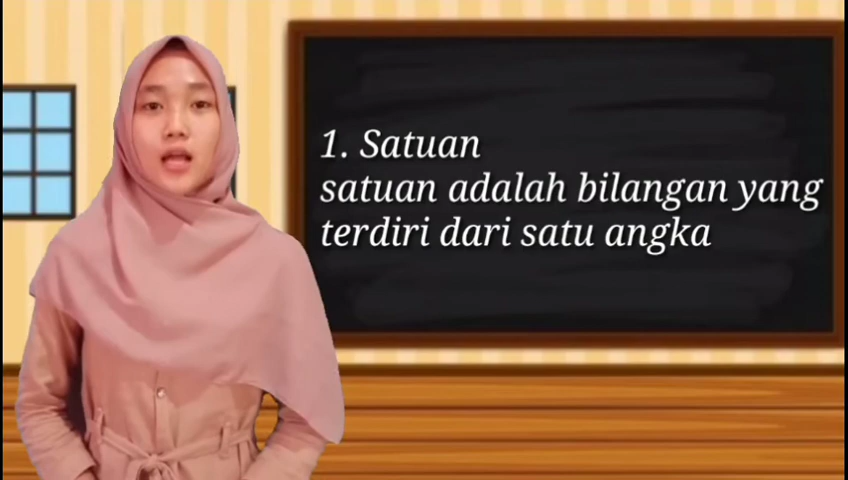 1. Satuan
satuan adalah bilangan yang
terdiri dari satu angka